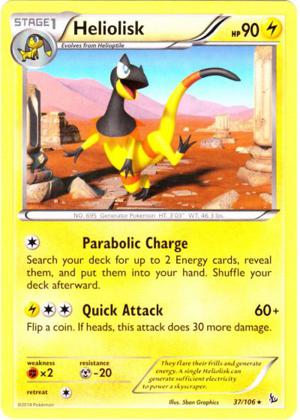 STAGE1
Heliolisk
HP 90
Evolves from Helioptile
NO. 695 Generator Pokémon HT. 3'03" WT. 46.3 lbs.
Parabolic Charge
Search your deck for up to 2 Energy cards, reveal
them, and put them into your hand. Shuffle your
deck afterward.
Quick Attack 60+
Flip a coin. If heads, this attack does 30 more damage.
weakness
×2
resistance
-20
retreat
They flare their frills and generate
energy. A single Heliolisk can generate
sufficient electricity to power a skyscraper.
Illus. 5ban Graphics
37/106 ★
©2014 Pokémon